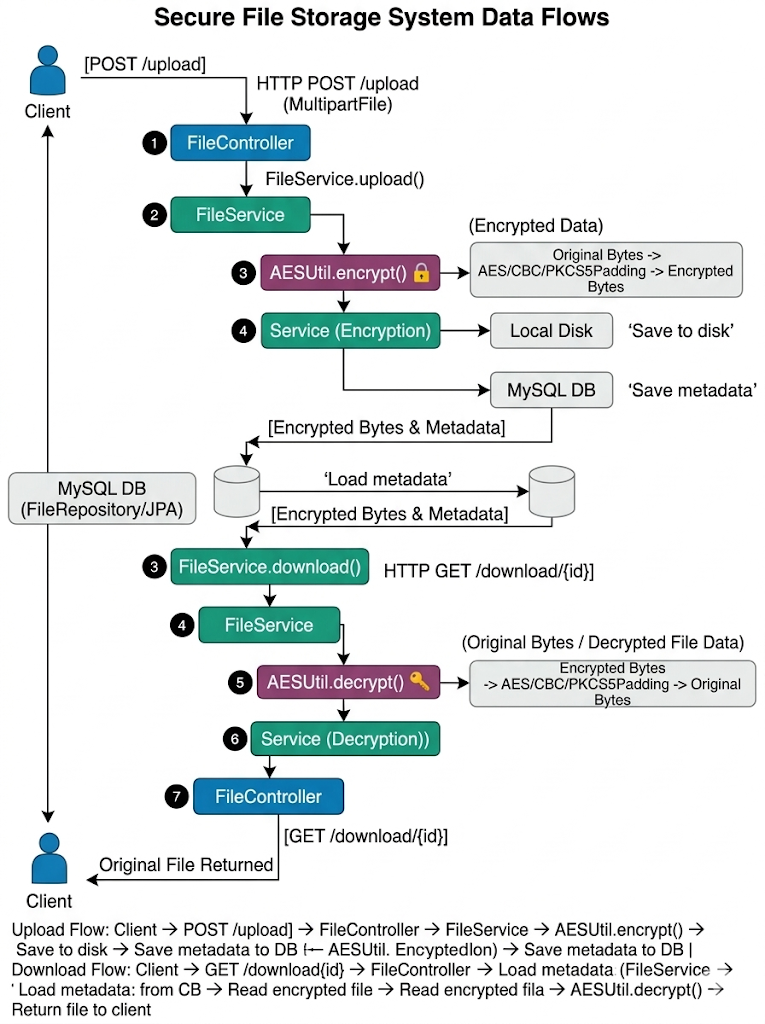 Secure File Storage System Data Flows
[POST /upload]
HTTP POST /upload
(MultipartFile)
Client
1
FileController
FileService.upload()
2
FileService
(Encrypted Data)
3
AESUtil.encrypt()
Original Bytes ->
AES/CBC/PKCS5Padding -> Encrypted
Bytes
4
Service (Encryption)
Local Disk
‘Save to disk’
MySQL DB
‘Save metadata’
[Encrypted Bytes & Metadata]
‘Load metadata’
MySQL DB
(FileRepository/JPA)
[Encrypted Bytes & Metadata]
3
FileService.download()
HTTP GET /download/{id}]
4
FileService
(Original Bytes / Decrypted File Data)
5
AESUtil.decrypt()
Encrypted Bytes
-> AES/CBC/PKCS5Padding -> Original
Bytes
6
Service (Decryption))
7
FileController
[GET /download/{id}]
Original File Returned
Client
Upload Flow: Client → POST /upload] → FileController → FileService → AESUtil.encrypt() →
Save to disk → Save metadata to DB (← AESUtil. EncyptedIon) → Save metadata to DB |
Download Flow: Client → GET /download{id} → FileController → Load metadata (FileService →
‘ Load metadata: from CB → Read encrypted file → Read encrypted fila → AESUtil.decrypt() →
Return file to client